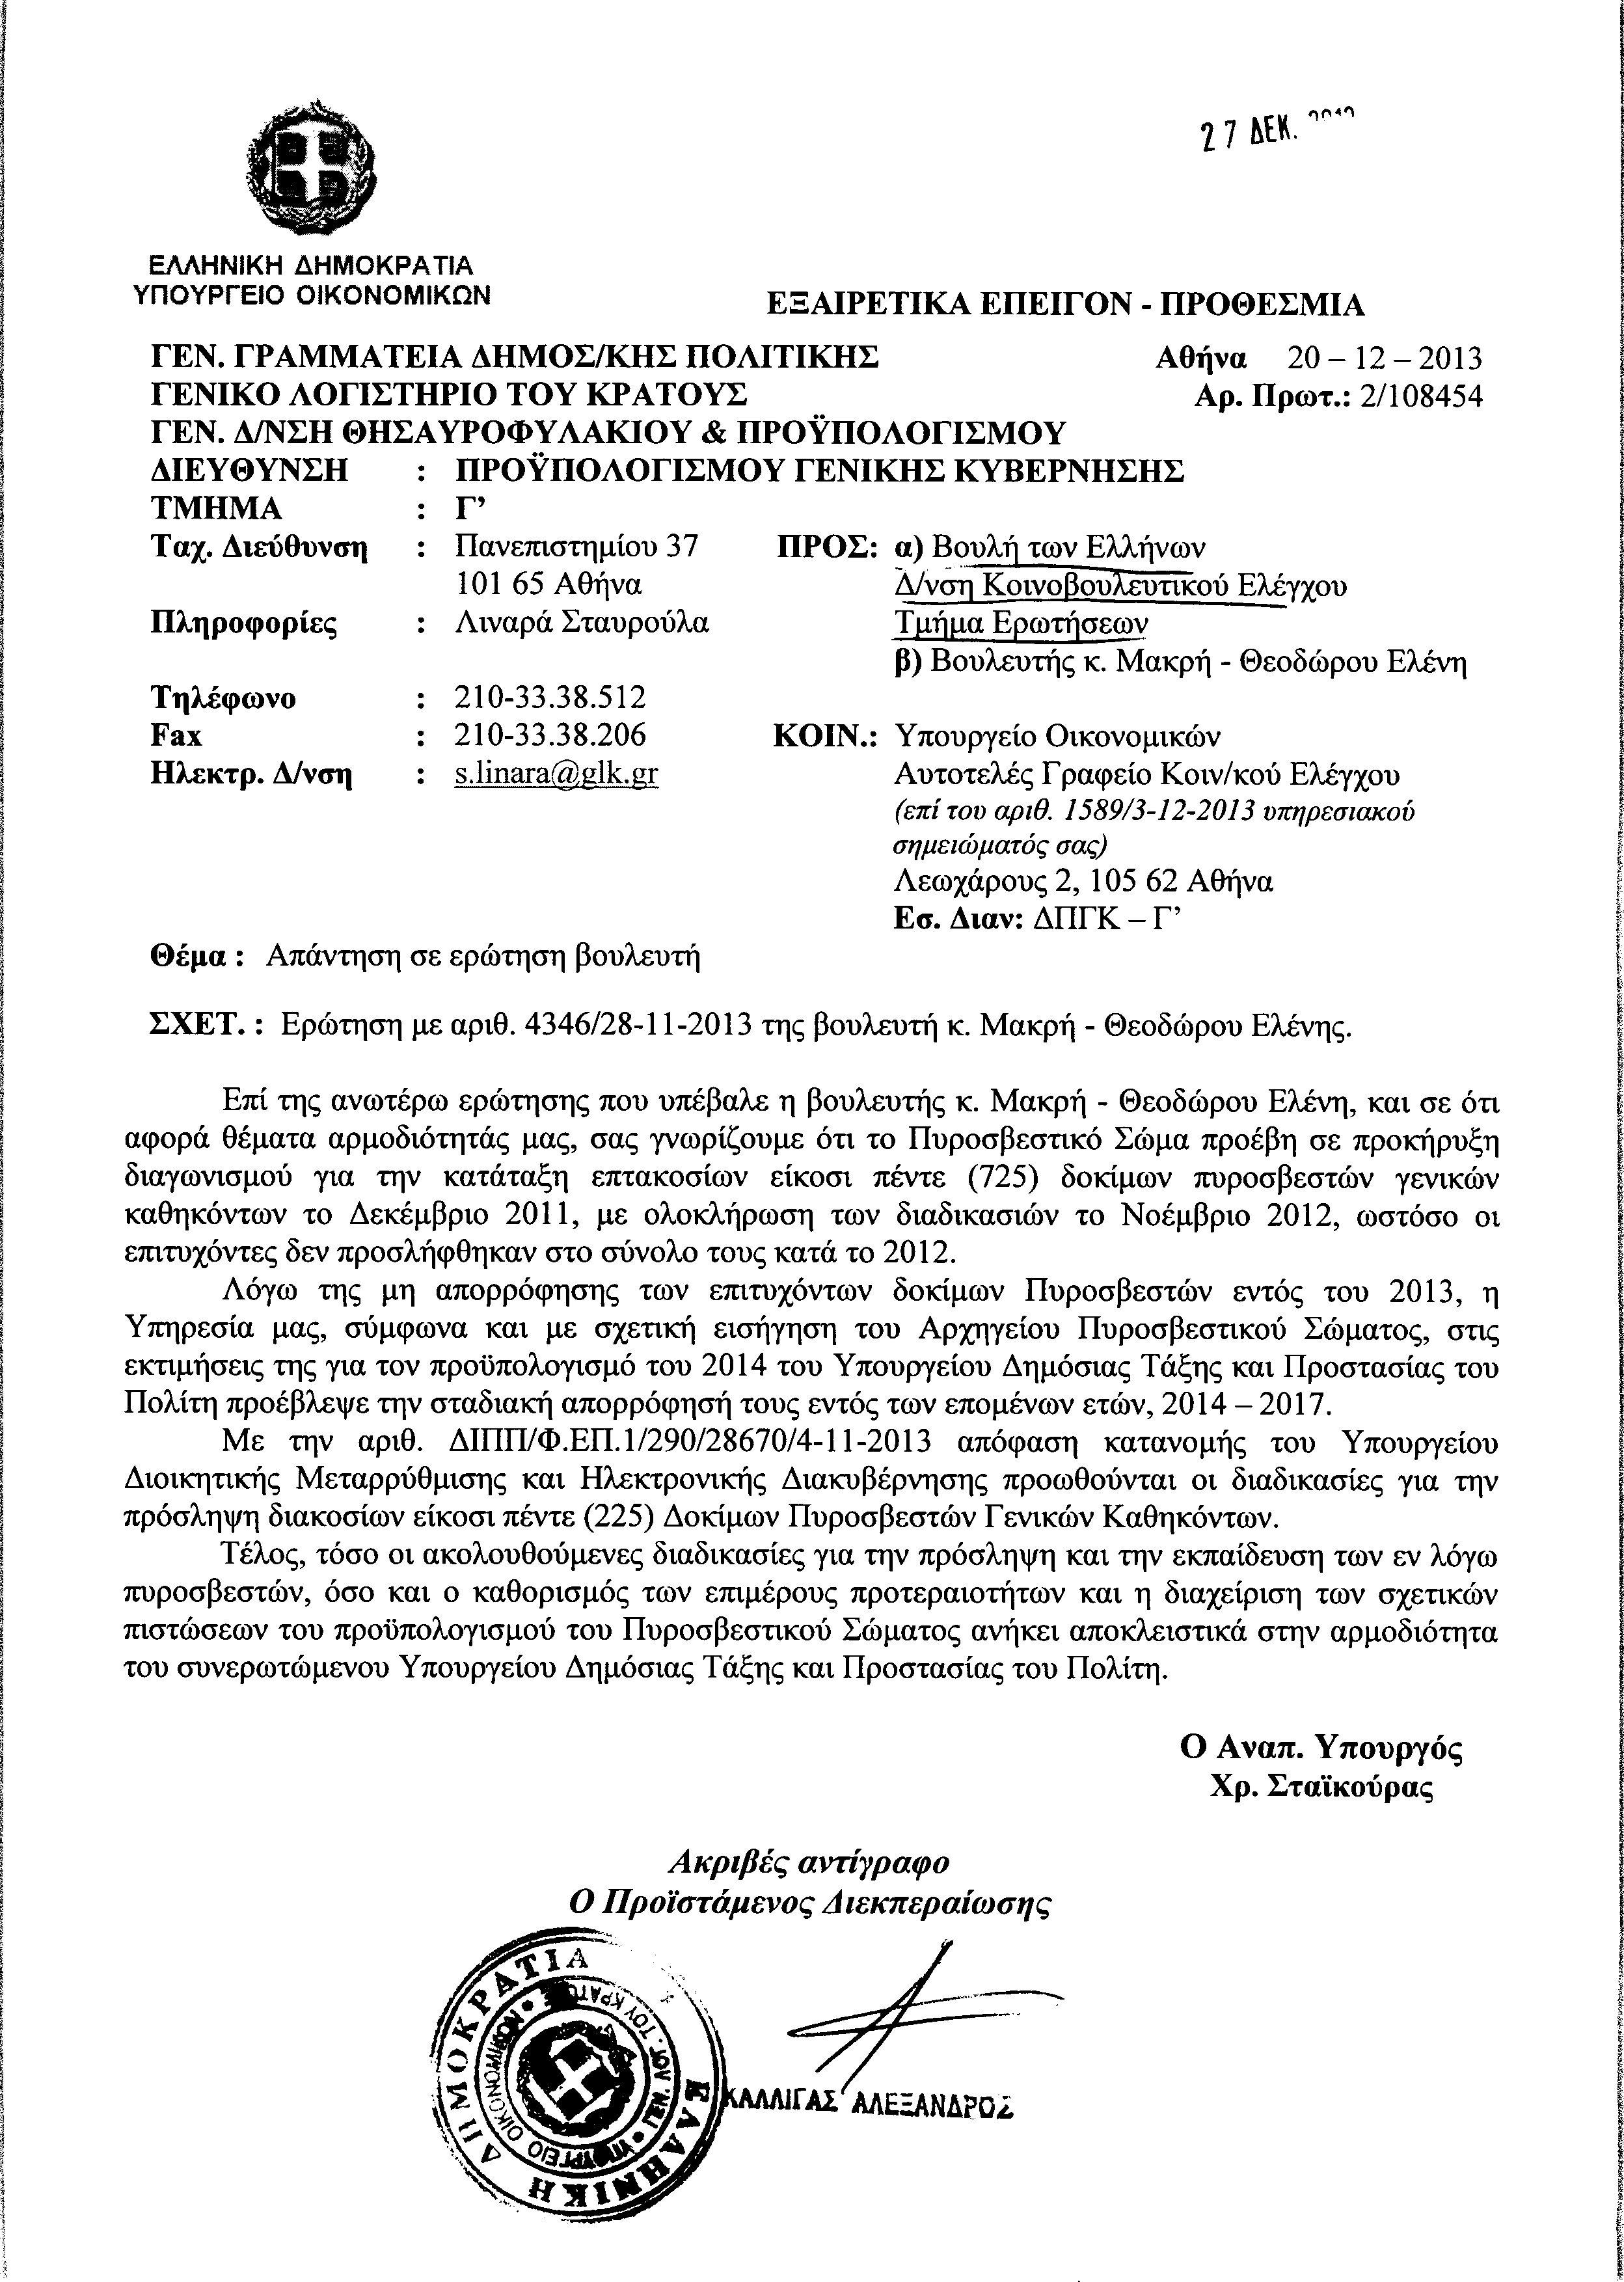 27 ΔΕΚ.
ΕΛΛΗΝΙΚΗ ΔΗΜΟΚΡΑΤΙΑ
ΥΠΟΥΡΓΕΙΟ ΟΙΚΟΝΟΜΙΚΩΝ
ΕΞΑΙΡΕΤΙΚΑ ΕΠΕΙΓΟΝ - ΠΡΟΘΕΣΜΙΑ
ΓΕΝ. ΓΡΑΜΜΑΤΕΙΑ ΔΗΜΟΣ/ΚΗΣ ΠΟΛΙΤΙΚΗΣ Αθήνα 20 – 12 – 2013
ΓΕΝΙΚΟ ΛΟΓΙΣΤΗΡΙΟ ΤΟΥ ΚΡΑΤΟΥΣ Αρ. Πρωτ.: 2/108454
ΓΕΝ. Δ/ΝΣΗ ΘΗΣΑΥΡΟΦΥΛΑΚΙΟΥ & ΠΡΟΫΠΟΛΟΓΙΣΜΟΥ
ΔΙΕΥΘΥΝΣΗ : ΠΡΟΫΠΟΛΟΓΙΣΜΟΥ ΓΕΝΙΚΗΣ ΚΥΒΕΡΝΗΣΗΣ
ΤΜΗΜΑ : Γ’
Ταχ. Διεύθυνση : Πανεπιστημίου 37
101 65 Αθήνα
Πληροφορίες : Λιναρά Σταυρούλα
Τηλέφωνο : 210-33.38.512
Fax : 210-33.38.206
Ηλεκτρ. Δ/νση : s.linara@glk.gr
ΠΡΟΣ: α) Βουλή των Ελλήνων
Δ/νση Κοινοβουλευτικού Ελέγχου
Τμήμα Ερωτήσεων
β) Βουλευτής κ. Μακρή - Θεοδώρου Ελένη
ΚΟΙΝ.: Υπουργείο Οικονομικών
Αυτοτελές Γραφείο Κοιν/κού Ελέγχου
(επί του αριθ. 1589/3-12-2013 υπηρεσιακού
σημειώματός σας)
Λεωχάρους 2, 105 62 Αθήνα
Εσ. Διαν: ΔΠΓΚ – Γ’
Θέμα : Απάντηση σε ερώτηση βουλευτή
ΣΧΕΤ. : Ερώτηση με αριθ. 4346/28-11-2013 της βουλευτή κ. Μακρή - Θεοδώρου Ελένης.
Επί της ανωτέρω ερώτησης που υπέβαλε η βουλευτής κ. Μακρή - Θεοδώρου Ελένη, και σε ότι
αφορά θέματα αρμοδιότητάς μας, σας γνωρίζουμε ότι το Πυροσβεστικό Σώμα προέβη σε προκήρυξη
διαγωνισμού για την κατάταξη επτακοσίων είκοσι πέντε (725) δοκίμων πυροσβεστών γενικών
καθηκόντων το Δεκέμβριο 2011, με ολοκλήρωση των διαδικασιών το Νοέμβριο 2012, ωστόσο οι
επιτυχόντες δεν προσλήφθηκαν στο σύνολο τους κατά το 2012.
Λόγω της μη απορρόφησης των επιτυχόντων δοκίμων Πυροσβεστών εντός του 2013, η
Υπηρεσία μας, σύμφωνα και με σχετική εισήγηση του Αρχηγείου Πυροσβεστικού Σώματος, στις
εκτιμήσεις της για τον προϋπολογισμό του 2014 του Υπουργείου Δημόσιας Τάξης και Προστασίας του
Πολίτη προέβλεψε την σταδιακή απορρόφησή τους εντός των επομένων ετών, 2014 – 2017.
Με την αριθ. ΔΙΠΠ/Φ.ΕΠ.1/290/28670/4-11-2013 απόφαση κατανομής του Υπουργείου
Διοικητικής Μεταρρύθμισης και Ηλεκτρονικής Διακυβέρνησης προωθούνται οι διαδικασίες για την
πρόσληψη διακοσίων είκοσι πέντε (225) Δοκίμων Πυροσβεστών Γενικών Καθηκόντων.
Τέλος, τόσο οι ακολουθούμενες διαδικασίες για την πρόσληψη και την εκπαίδευση των εν λόγω
πυροσβεστών, όσο και ο καθορισμός των επιμέρους προτεραιοτήτων και η διαχείριση των σχετικών
πιστώσεων του προϋπολογισμού του Πυροσβεστικού Σώματος ανήκει αποκλειστικά στην αρμοδιότητα
του συνερωτώμενου Υπουργείου Δημόσιας Τάξης και Προστασίας του Πολίτη.
Ο Αναπ. Υπουργός
Χρ. Σταϊκούρας
Ακριβές αντίγραφο
Ο Προϊστάμενος Διεκπεραίωσης
ΕΛΛΗΝΙΚΗ ΔΗΜΟΚΡΑΤΙΑ
ΥΠΟΥΡΓΕΙΟ ΟΙΚΟΝΟΜΙΚΩΝ
ΚΑΛΛΙΓΑΣ ΑΛΕΞΑΝΔΡΟΣ